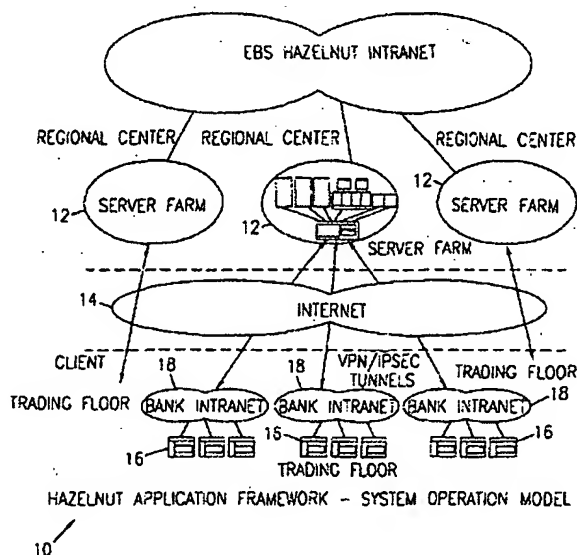 EBS HAZELNUT INTRANET
REGIONAL CENTER
REGIONAL CENTER
REGIONAL CENTER
12
12
SERVER FARM
12
SERVER FARM
SERVER FARM
14
INTERNET
CLIENT
18
18
VPN/IPSEC
TUNNELS
TRADING FLOOR
TRADING FLOOR
BANK INTRANET
BANK INTRANET
BANK INTRANET
18
16
16
16
TRADING FLOOR
HAZELNUT APPLICATION FRAMEWORK - SYSTEM OPERATION MODEL
10